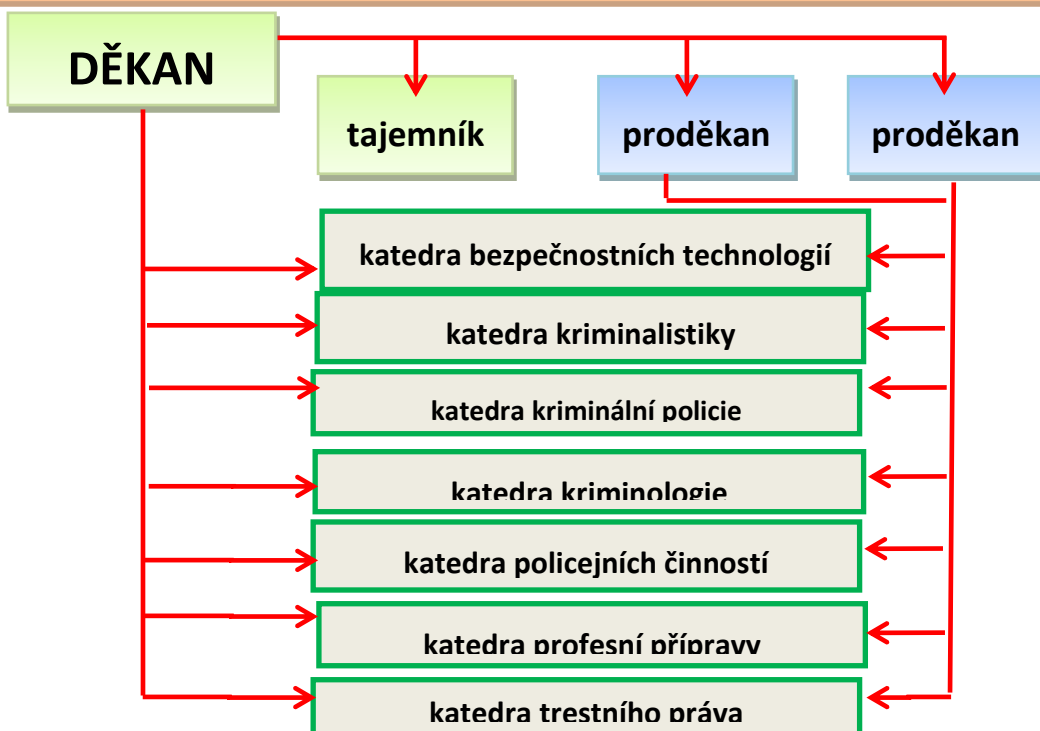 DĚKAN
tajemník
proděkan
proděkan
katedra bezpečnostních technologií
katedra kriminalistiky
katedra kriminální policie
katedra kriminologie
katedra policejních činností
katedra profesní přípravy
katedra trestního práva